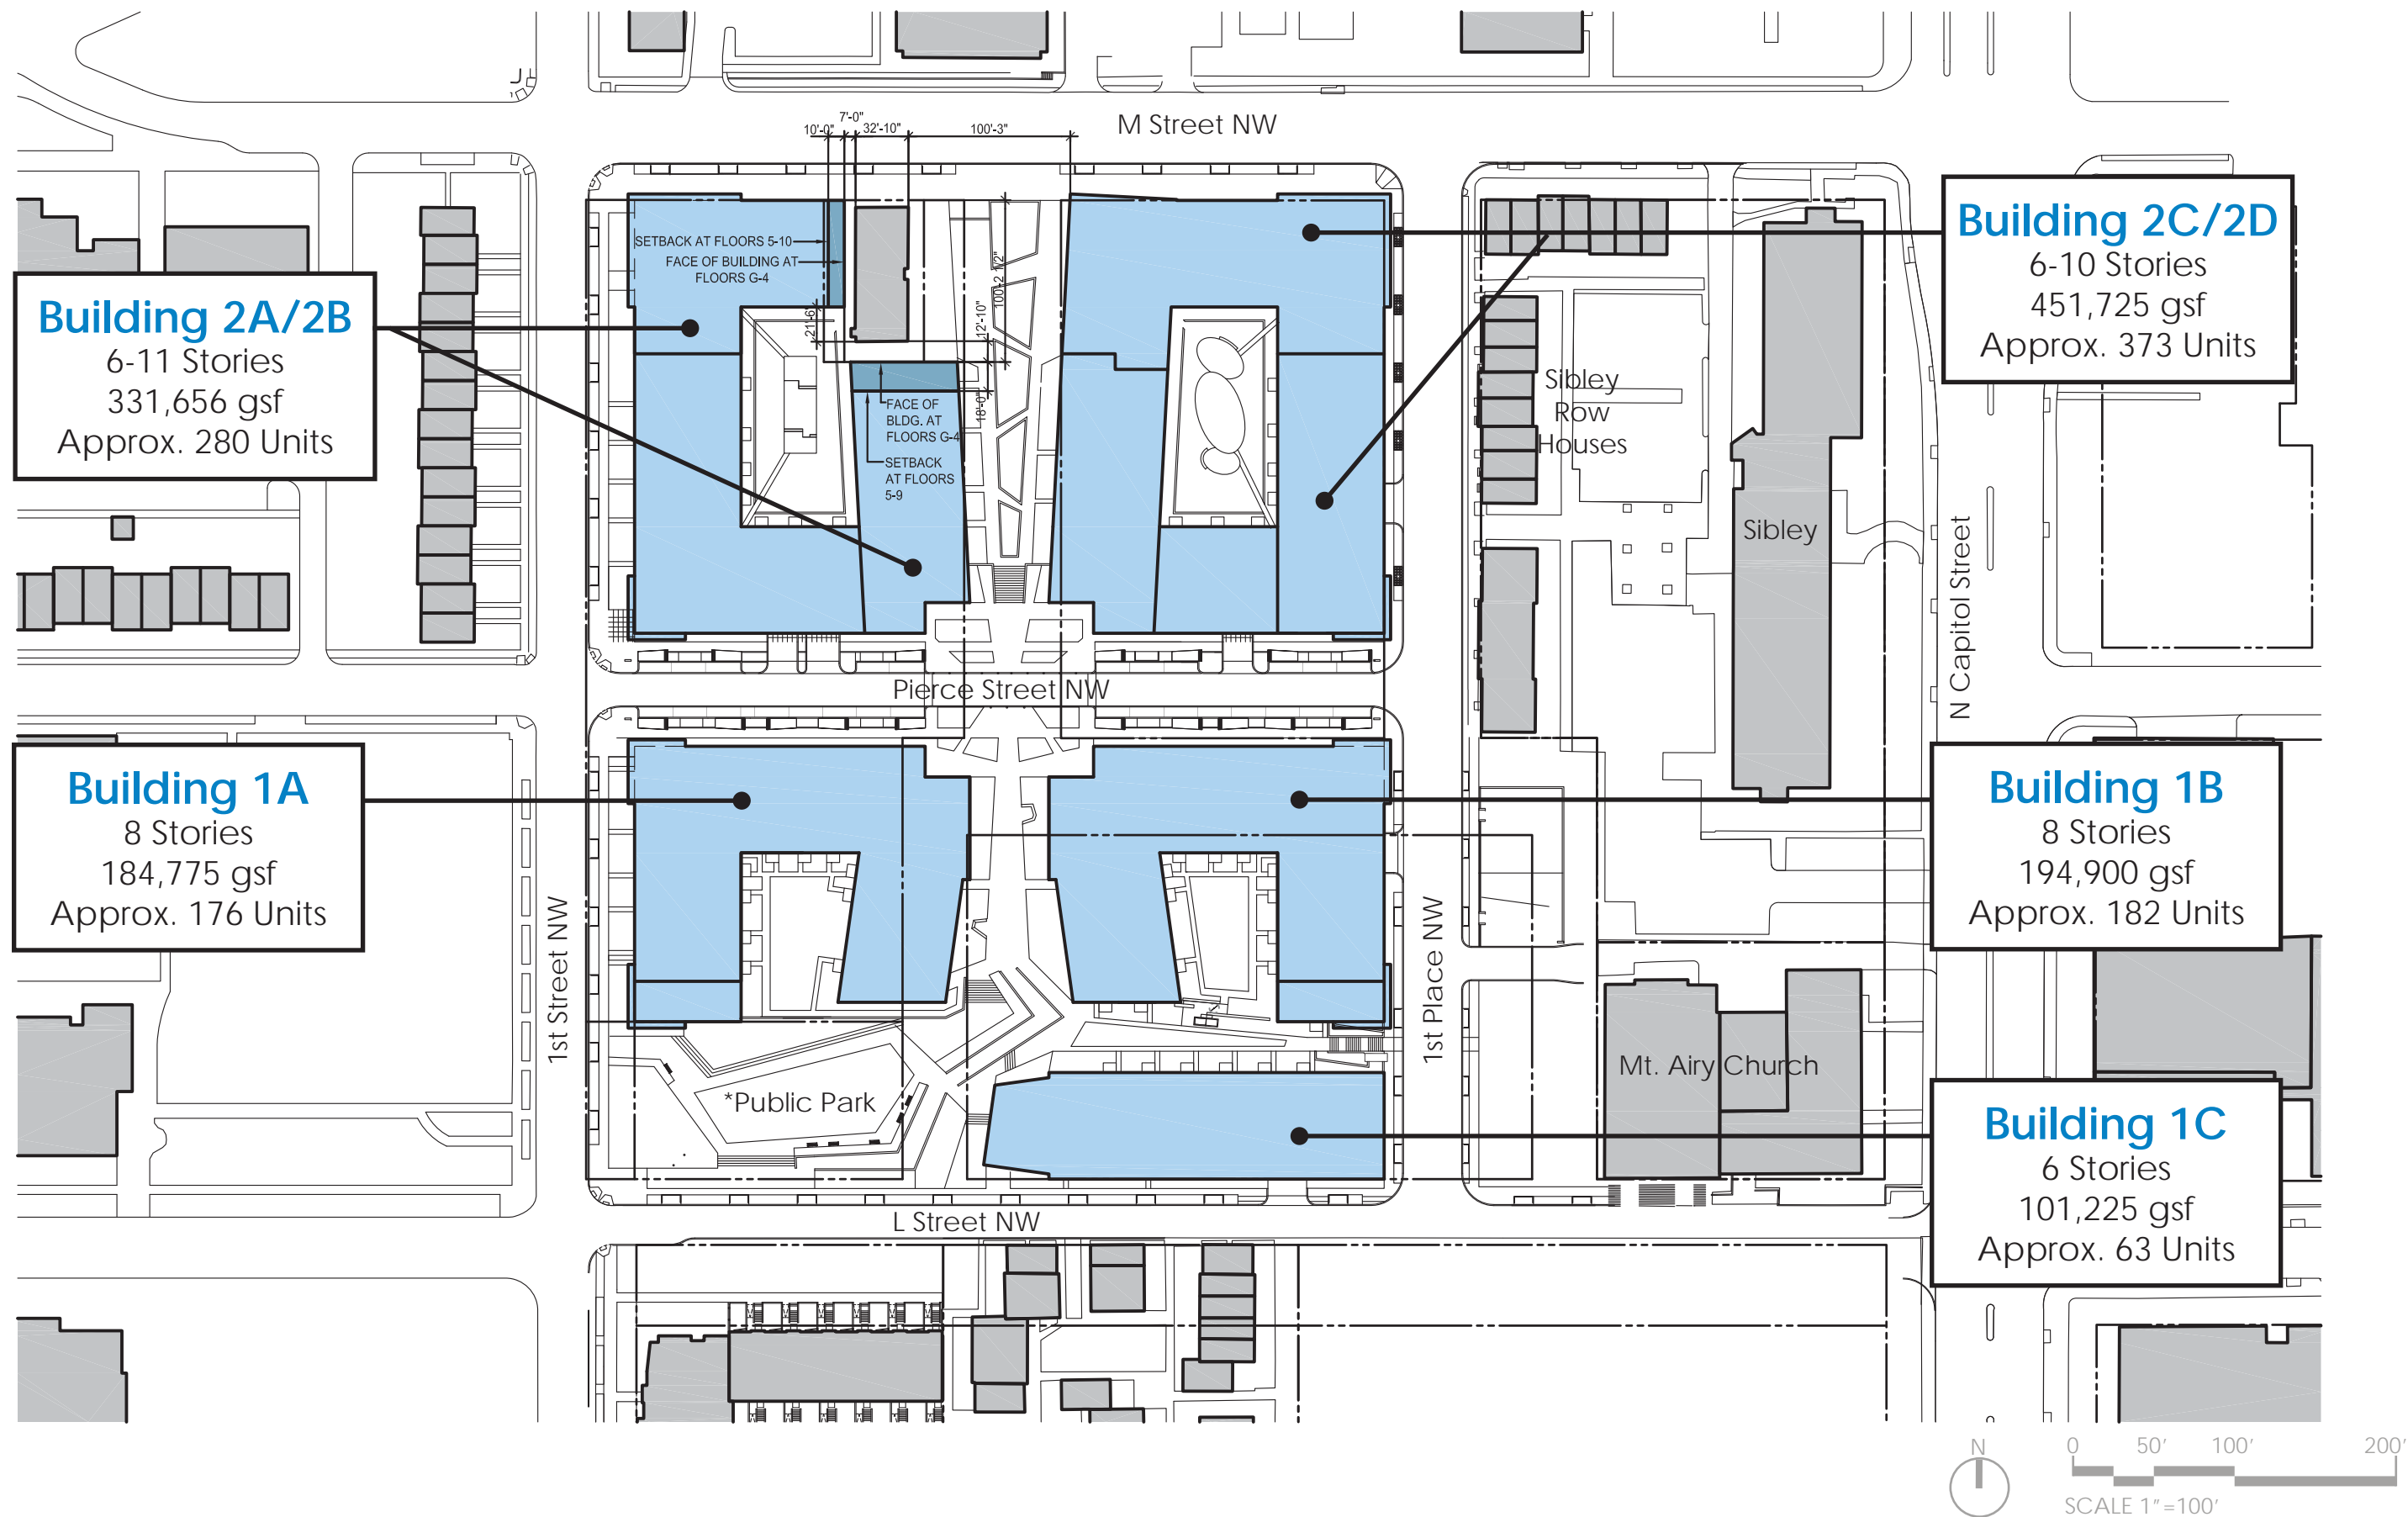 M Street NW
7'-0"
10'-0"
32'-10"
100'-3"
SETBACK AT FLOORS 5-10
FACE OF BUILDING AT
FLOORS G-4
100'-2 1/2"
21'-6"
12'-10"
18'-0"
FACE OF
BLDG. AT
FLOORS G-4
SETBACK
AT FLOORS
5-9
Building 2A/2B
6-11 Stories
331,656 gsf
Approx. 280 Units
Building 2C/2D
6-10 Stories
451,725 gsf
Approx. 373 Units
Sibley
Row
Houses
Sibley
N Capitol Street
Pierce Street NW
Building 1A
8 Stories
184,775 gsf
Approx. 176 Units
Building 1B
8 Stories
194,900 gsf
Approx. 182 Units
1st Street NW
1st Place NW
*Public Park
Mt. Airy Church
Building 1C
6 Stories
101,225 gsf
Approx. 63 Units
L Street NW
N
0 50' 100' 200'
SCALE 1"=100'